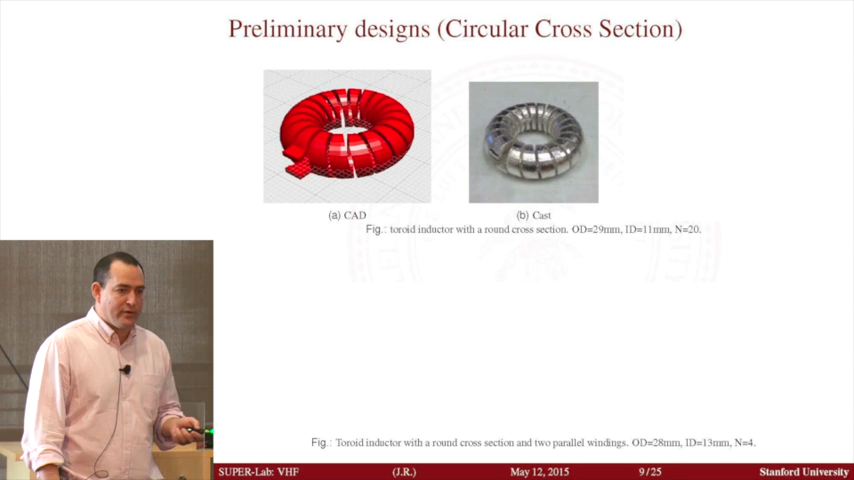 Preliminary designs (Circular Cross Section)
(a) CAD
(b) Cast
Fig.: toroid inductor with a round cross section. OD=29mm, ID=11mm, N=20.
Fig.: Toroid inductor with a round cross section and two parallel windings. OD=28mm, ID=13mm, N=4.
SUPER-Lab: VHF (J.R.) May 12, 2015 9/25 Stanford University